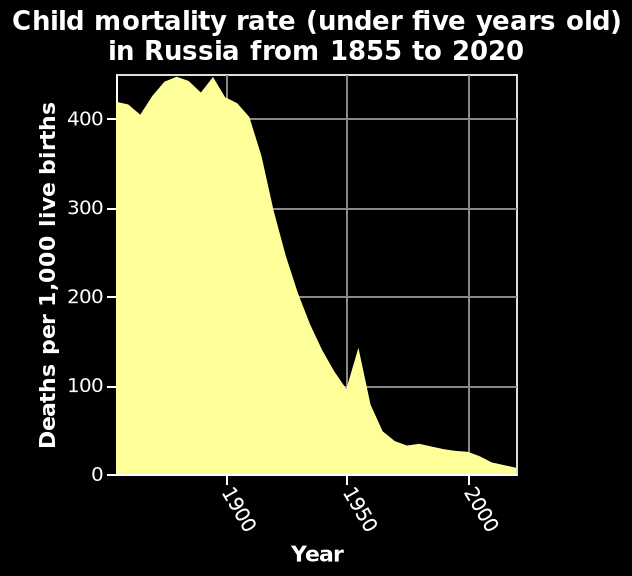 Child mortality rate (under five years old)
in Russia from 1855 to 2020
Deaths per 1,000 live births
400
300
200
100
0
1900
1950
2000
Year